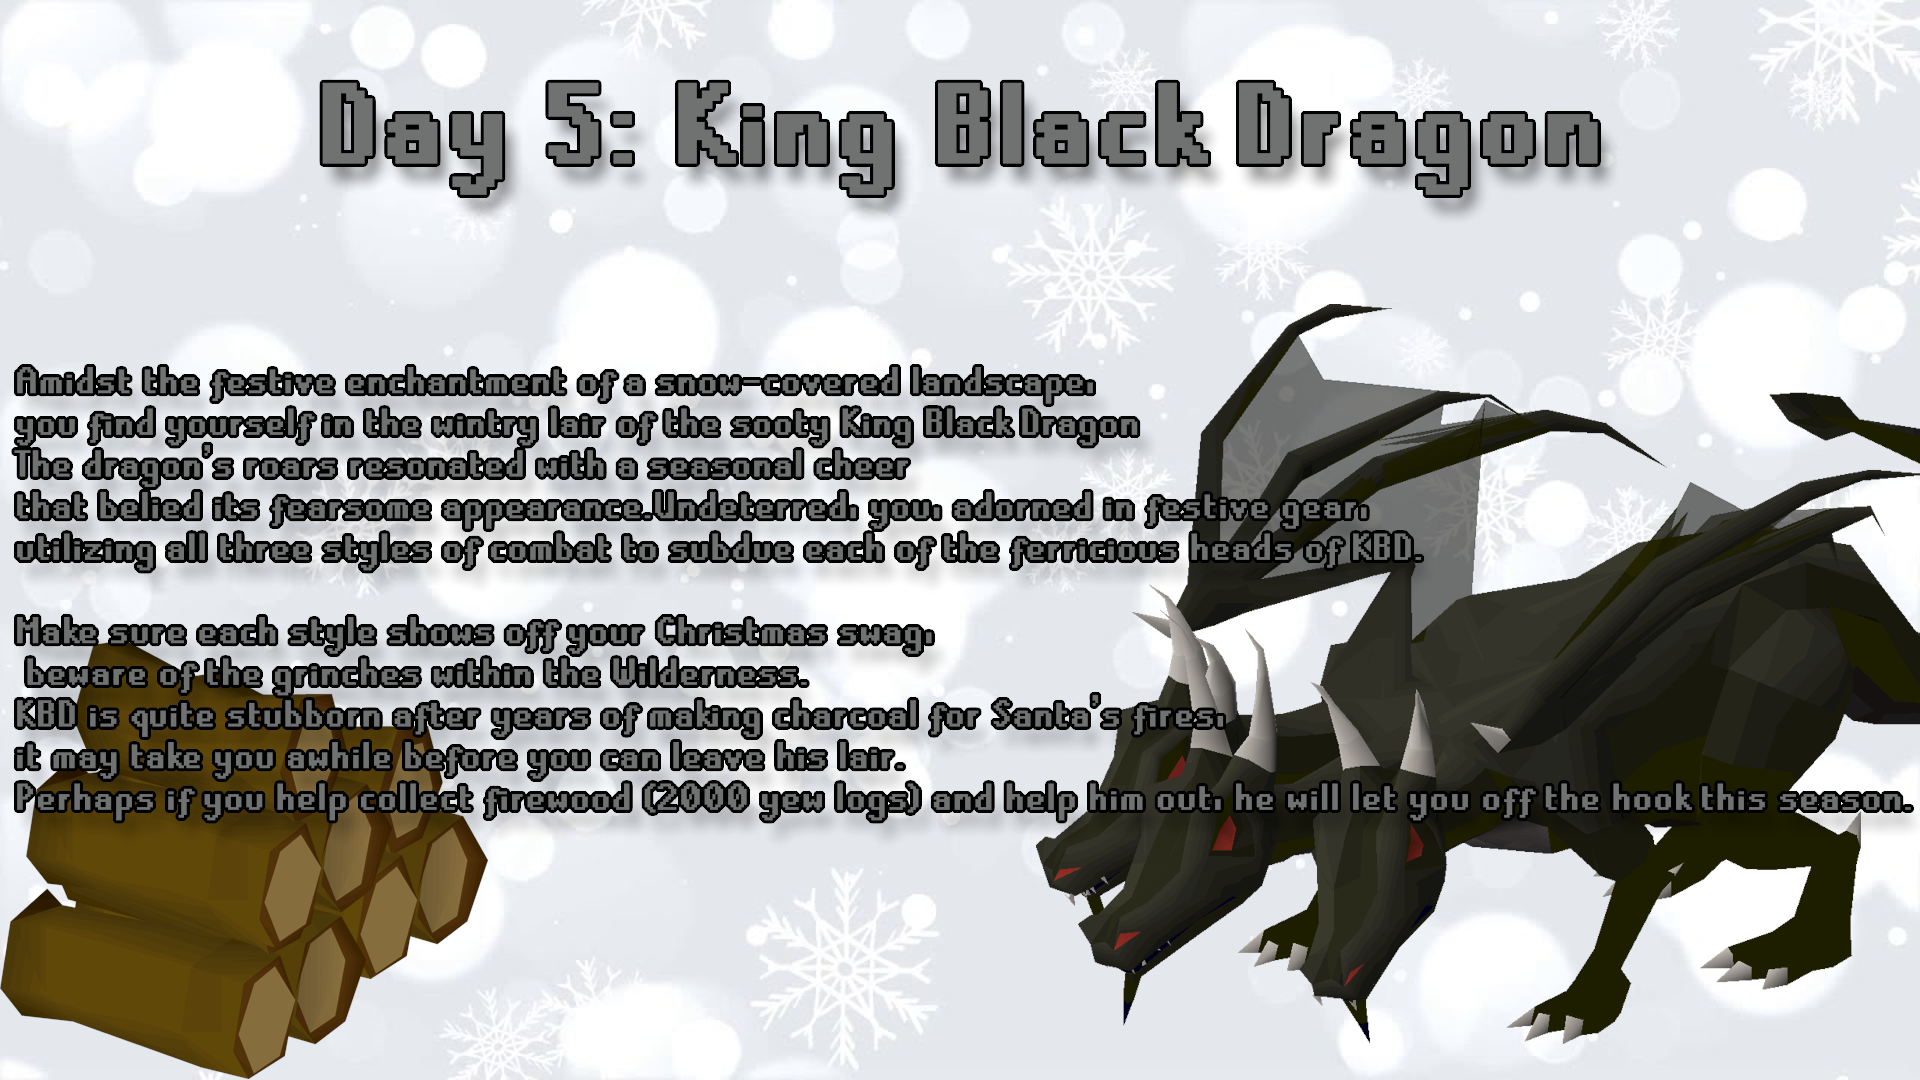 Day 5: King Black Dragon
Amidst the festive enchantment of a snow-covered landscape,
you find yourself in the wintry lair of the sooty King Black Dragon
The dragon's roars resonated with a seasonal cheer
that belied its fearsome appearance.Undeterred, you, adorned in festive gear,
utilizing all three styles of combat to subdue each of the ferricious heads of KBD.
Make sure each style shows off your Christmas swag,
beware of the grinches within the Wilderness.
KBD is quite stubborn after years of making charcoal for Santa's fires,
it may take you awhile before you can leave his lair.
Perhaps if you help collect firewood (2000 yew logs) and help him out, he will let you off the hook this season.